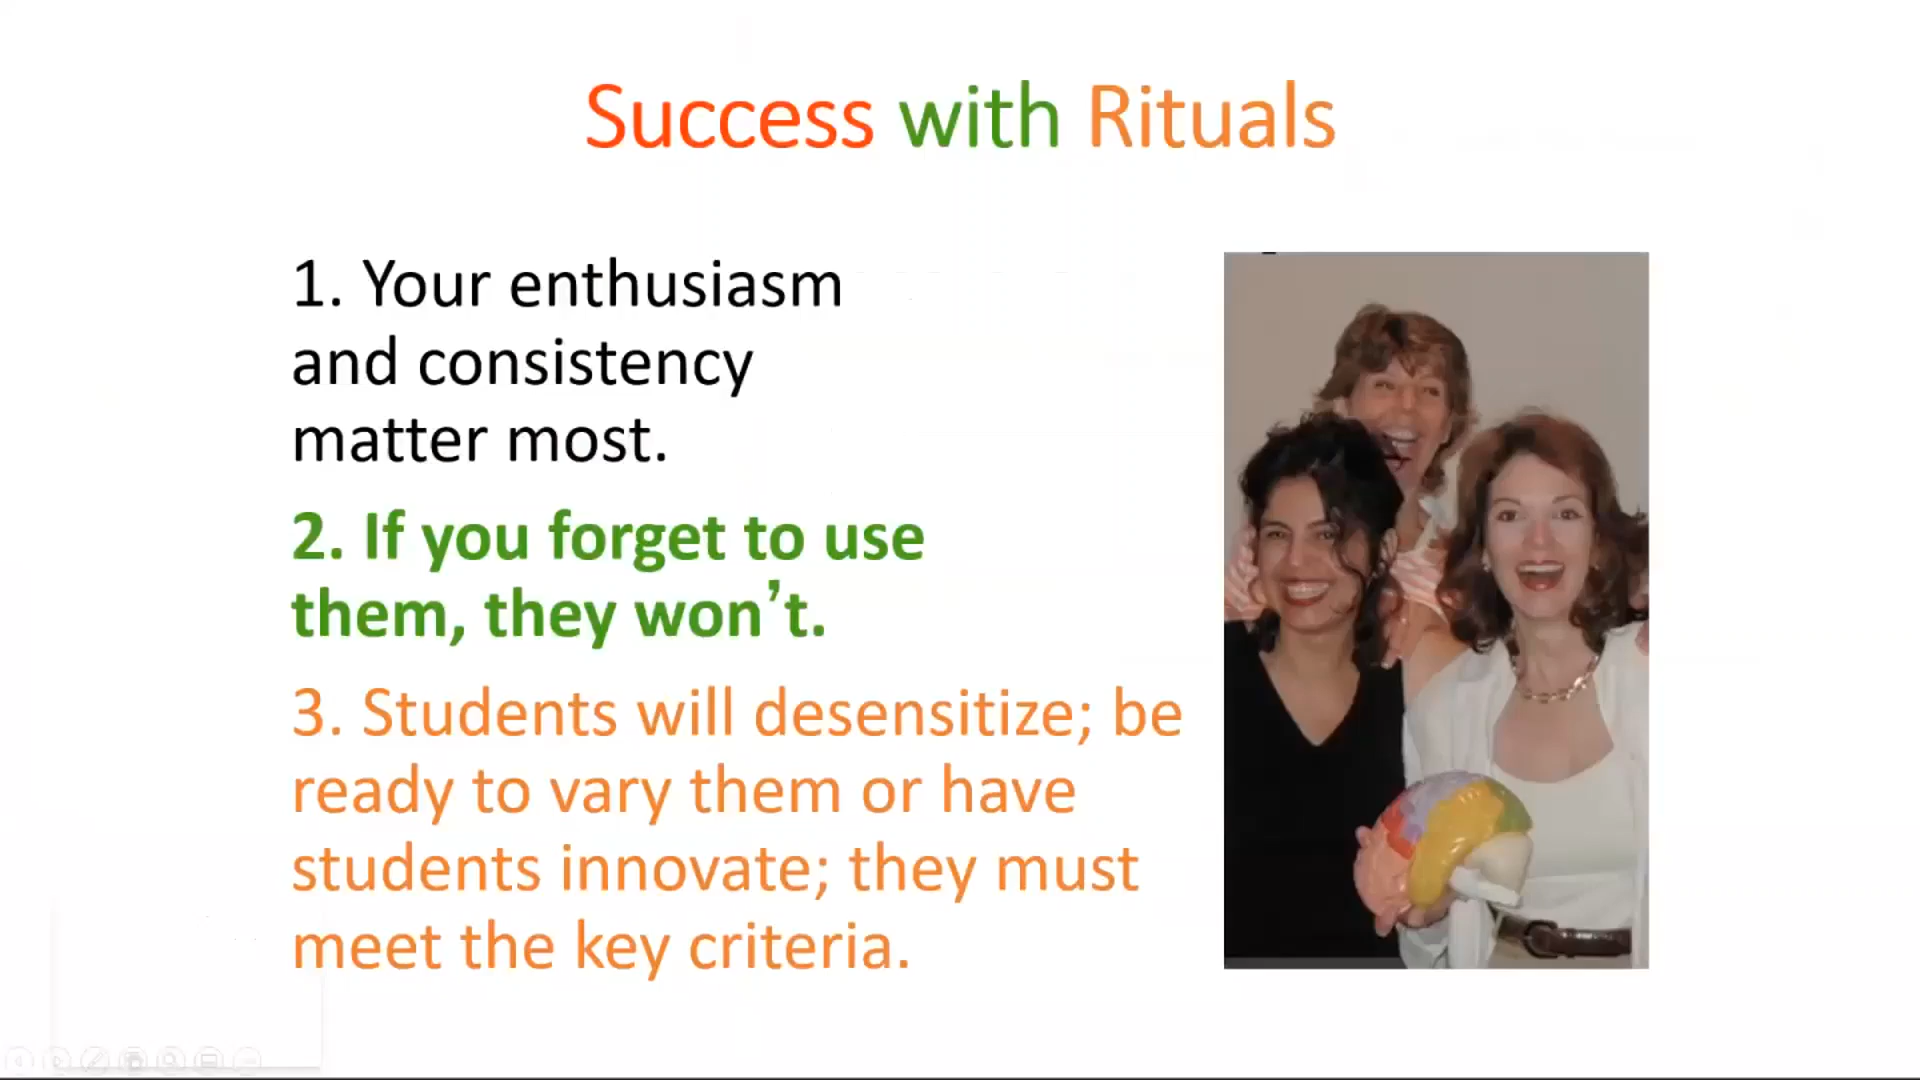 Success with Rituals
1. Your enthusiasm
and consistency
matter most.
2. If you forget to use
them, they won’t.
3. Students will desensitize; be
ready to vary them or have
students innovate; they must
meet the key criteria.